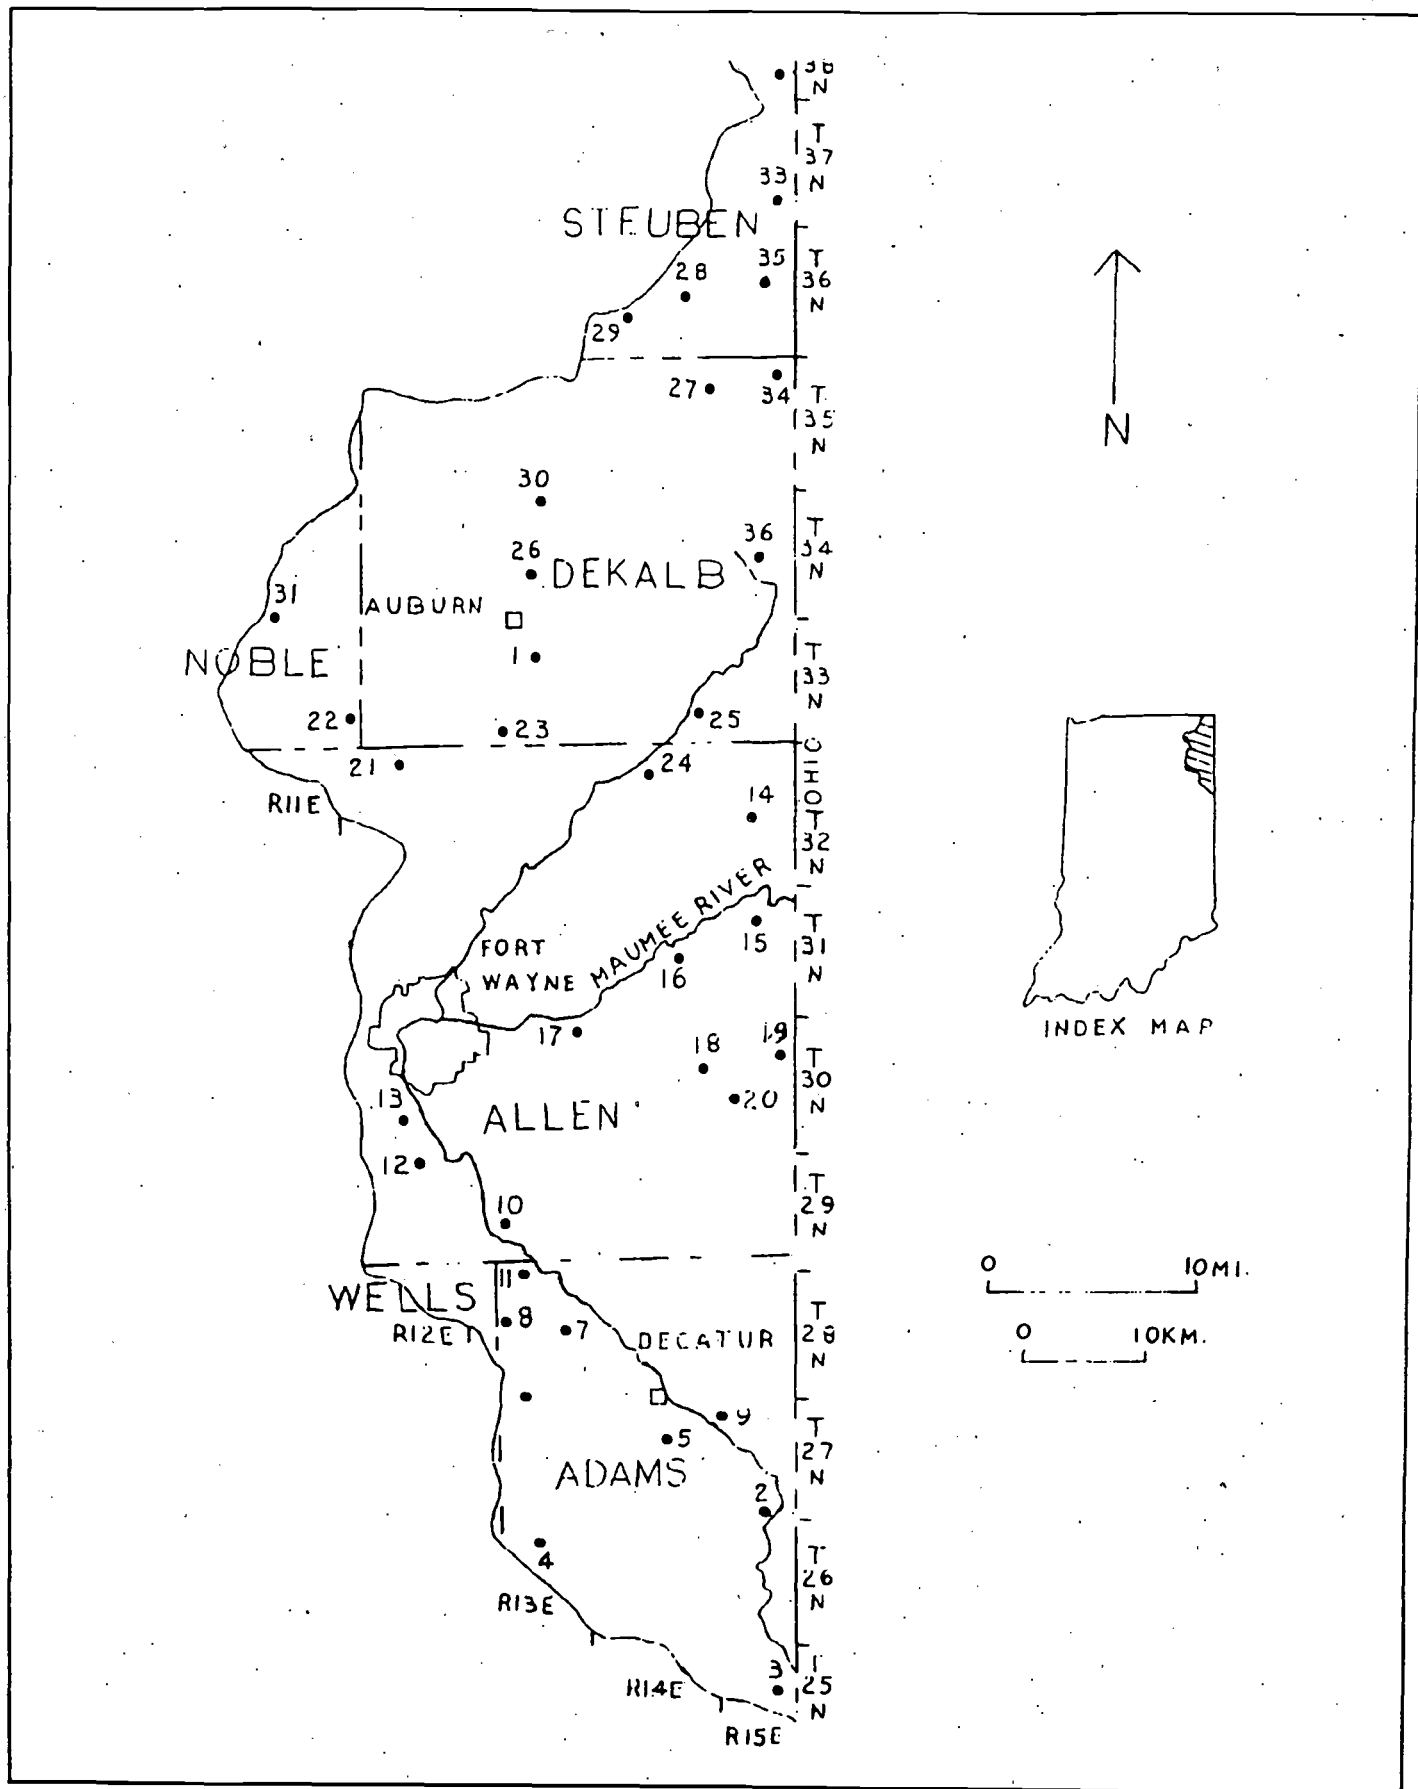 38
N
T
37
N
33
STEUBEN
35
T
36
N
28
29
27
34
T
35
N
N
30
36
T
34
N
26
DEKALB
31
AUBURN
1
NOBLE
T
33
N
22
23
25
21
24
OHIO
R11E
14
T
32
N
MAUMEE RIVER
FORT
WAYNE
15
T
31
N
16
INDEX MAP
17
18
19
T
30
N
20
13
ALLEN
12
T
29
N
10
0 10MI.
11
WELLS
8
7
R12E
DECATUR
T
28
N
0 10KM.
9
5
T
27
N
ADAMS
2
4
T
26
N
R13E
3
T
25
N
R14E
R15E